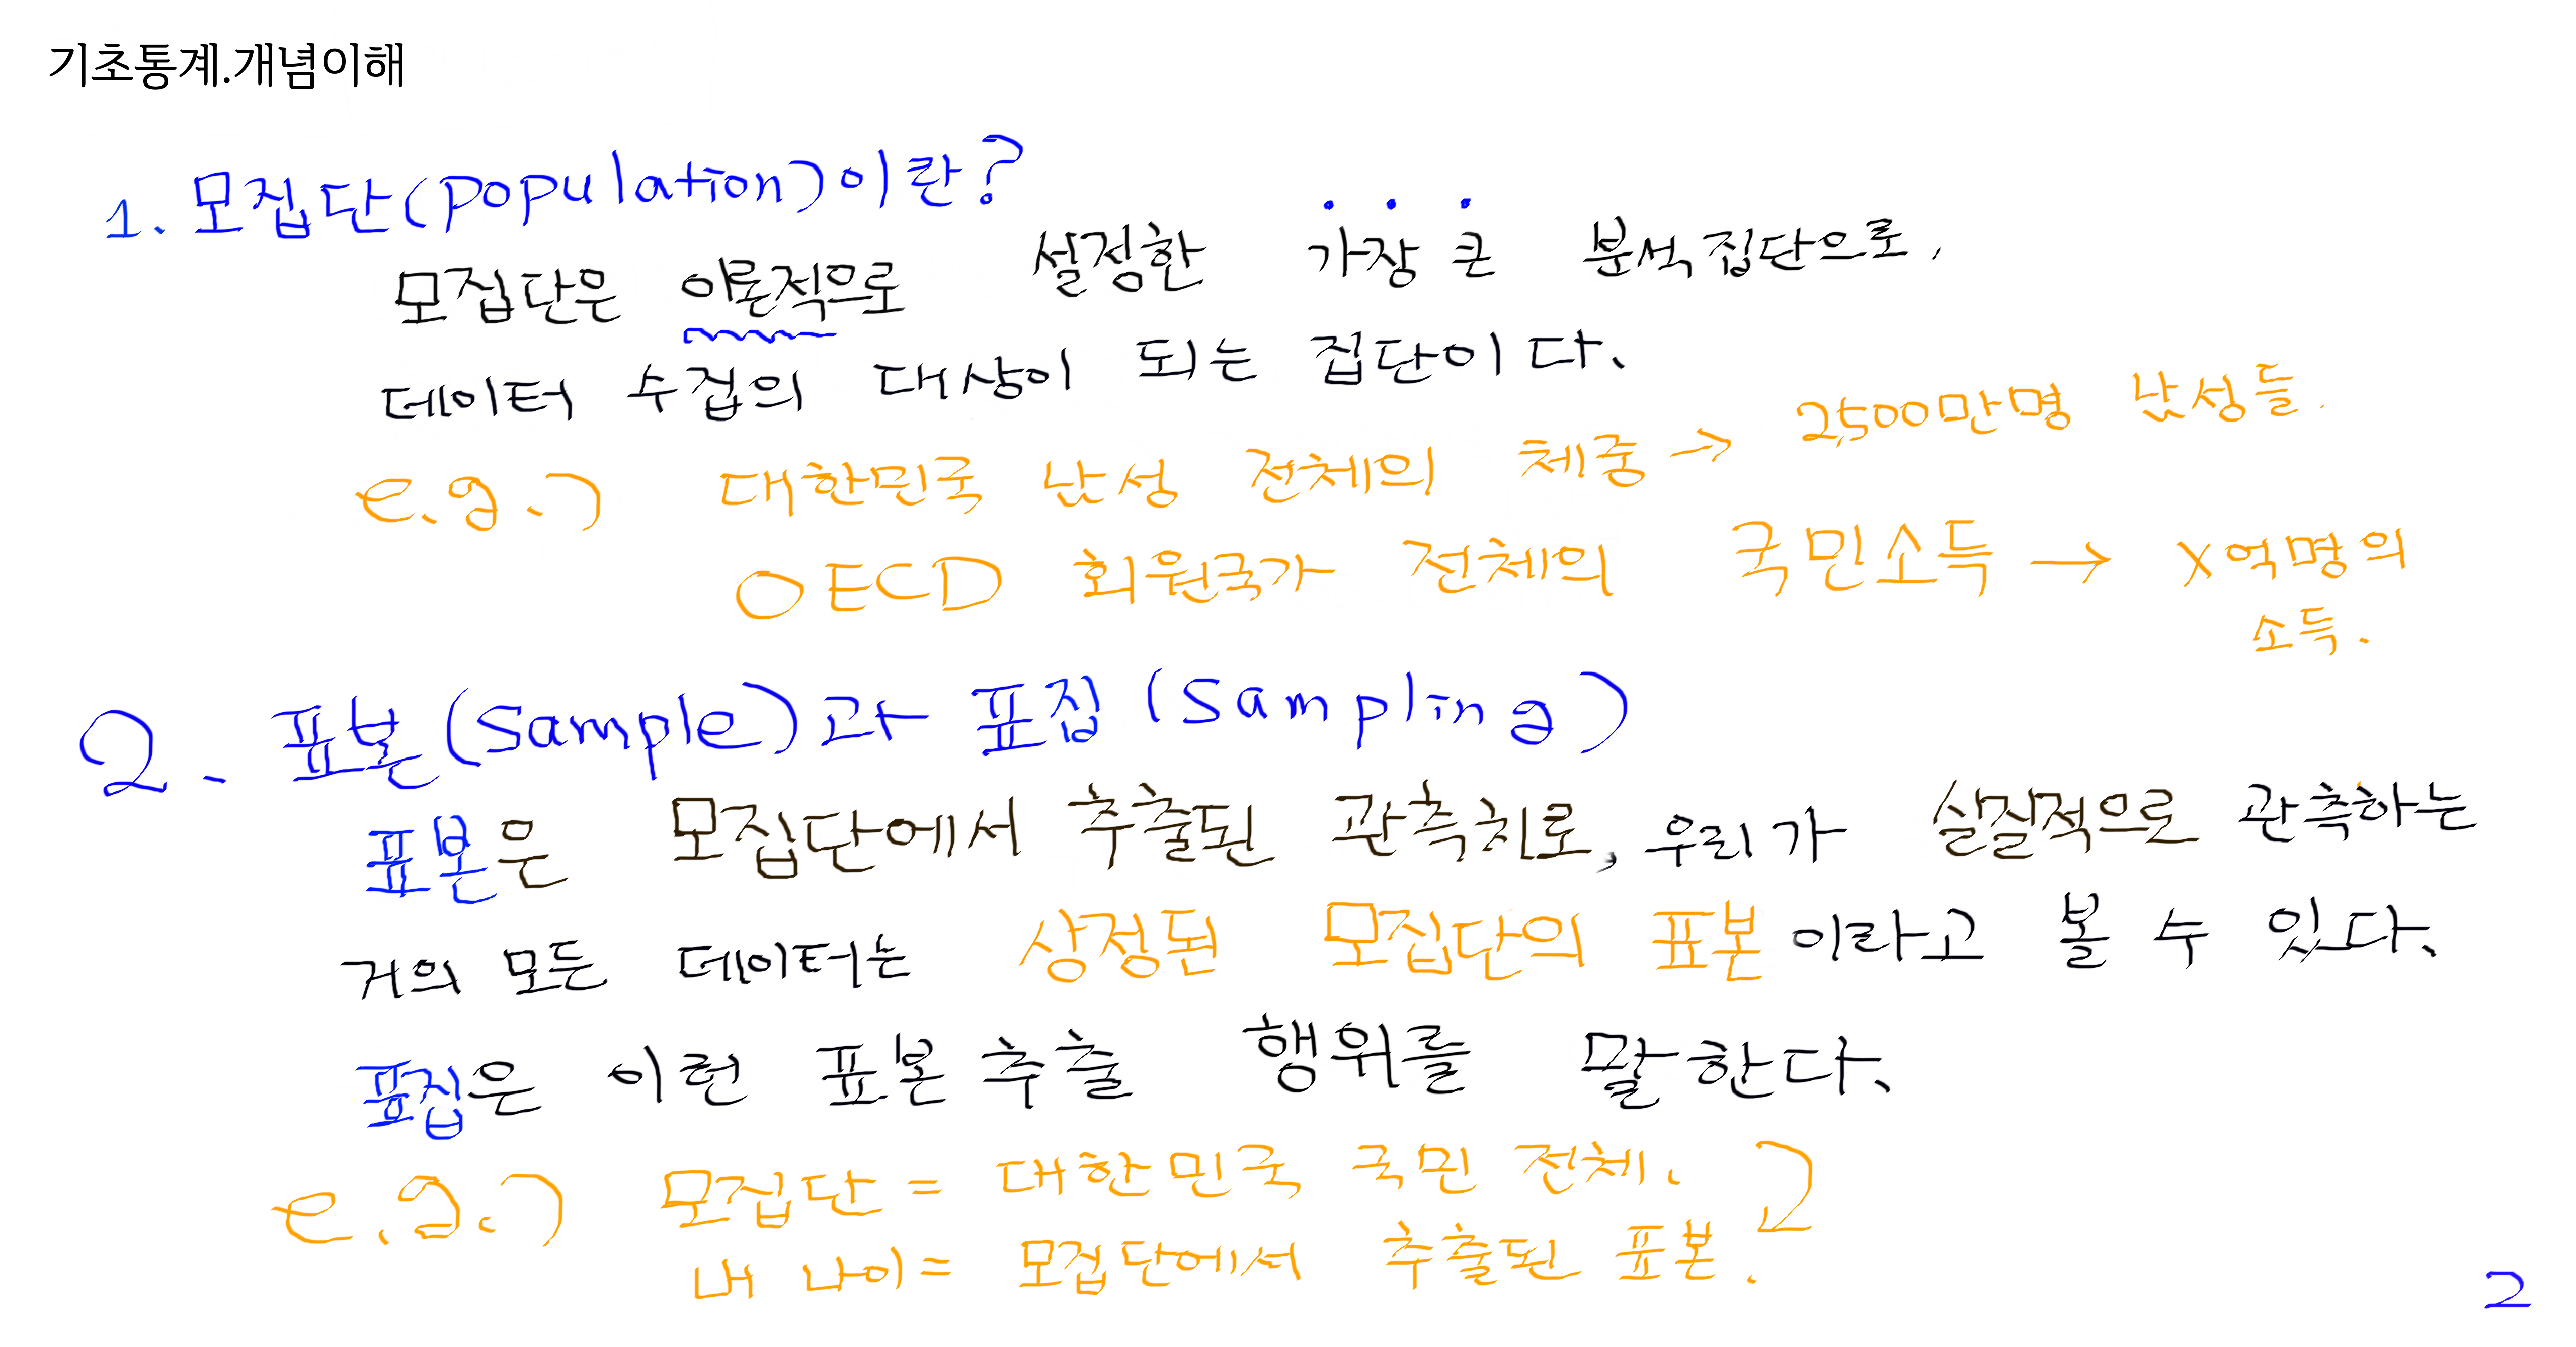 기초통계.개념이해
1. 모집단(population)이란?
모집단은 이론적으로 설정한 가장 큰 분석집단으로,
데이터 수집의 대상이 되는 집단이다.
e.g.) 대한민국 남성 전체의 체중 → 2,500만명 남성들.
OECD 회원국가 전체의 국민소득 → X억명의
소득.
2. 표본(sample)과 표집(sampling)
표본은 모집단에서 추출된 관측치로, 우리가 실질적으로 관측하는
거의 모든 데이터는 상정된 모집단의 표본이라고 볼 수 있다.
표집은 이런 표본추출 행위를 말한다.
e.g.) 모집단 = 대한민국 국민 전체.
내 나이 = 모집단에서 추출된 표본.
2